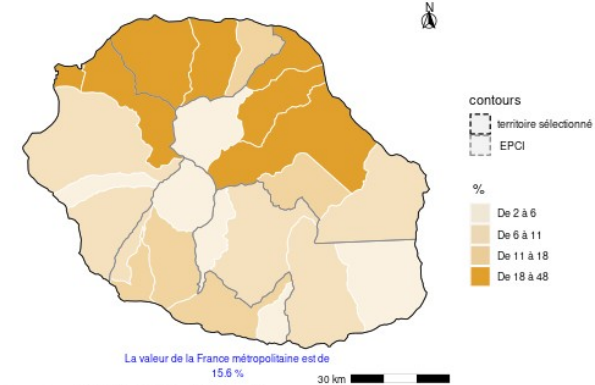 N
contours
territoire sélectionné
EPCI
%
De 2 à 6
De 6 à 11
De 11 à 18
De 18 à 48
La valeur de la France métropolitaine est de
15.6 %
30 km